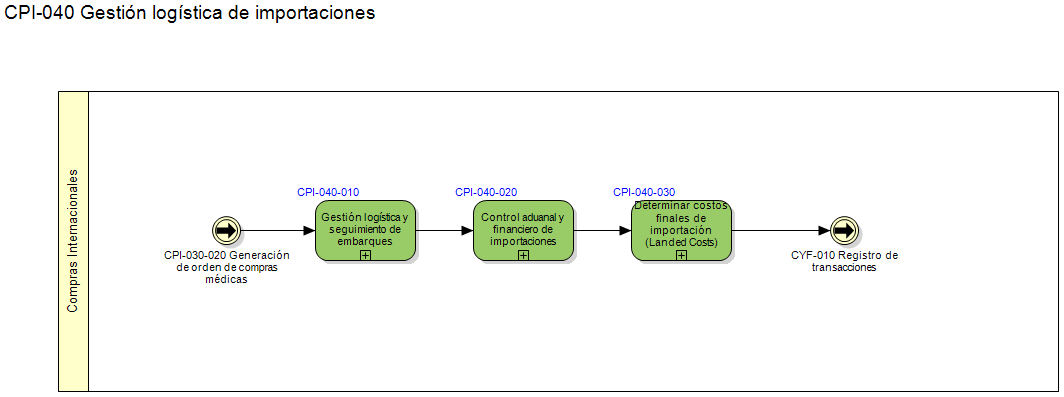 CPI-040 Gestión logística de importaciones
Compras Internacionales
CPI-030-020 Generación
de orden de compras
médicas
CPI-040-010
Gestión logística y
seguimiento de
embarques
CPI-040-020
Control aduanal y
financiero de
importaciones
CPI-040-030
Determinar costos
finales de
importación
(Landed Costs)
CYF-010 Registro de
transacciones